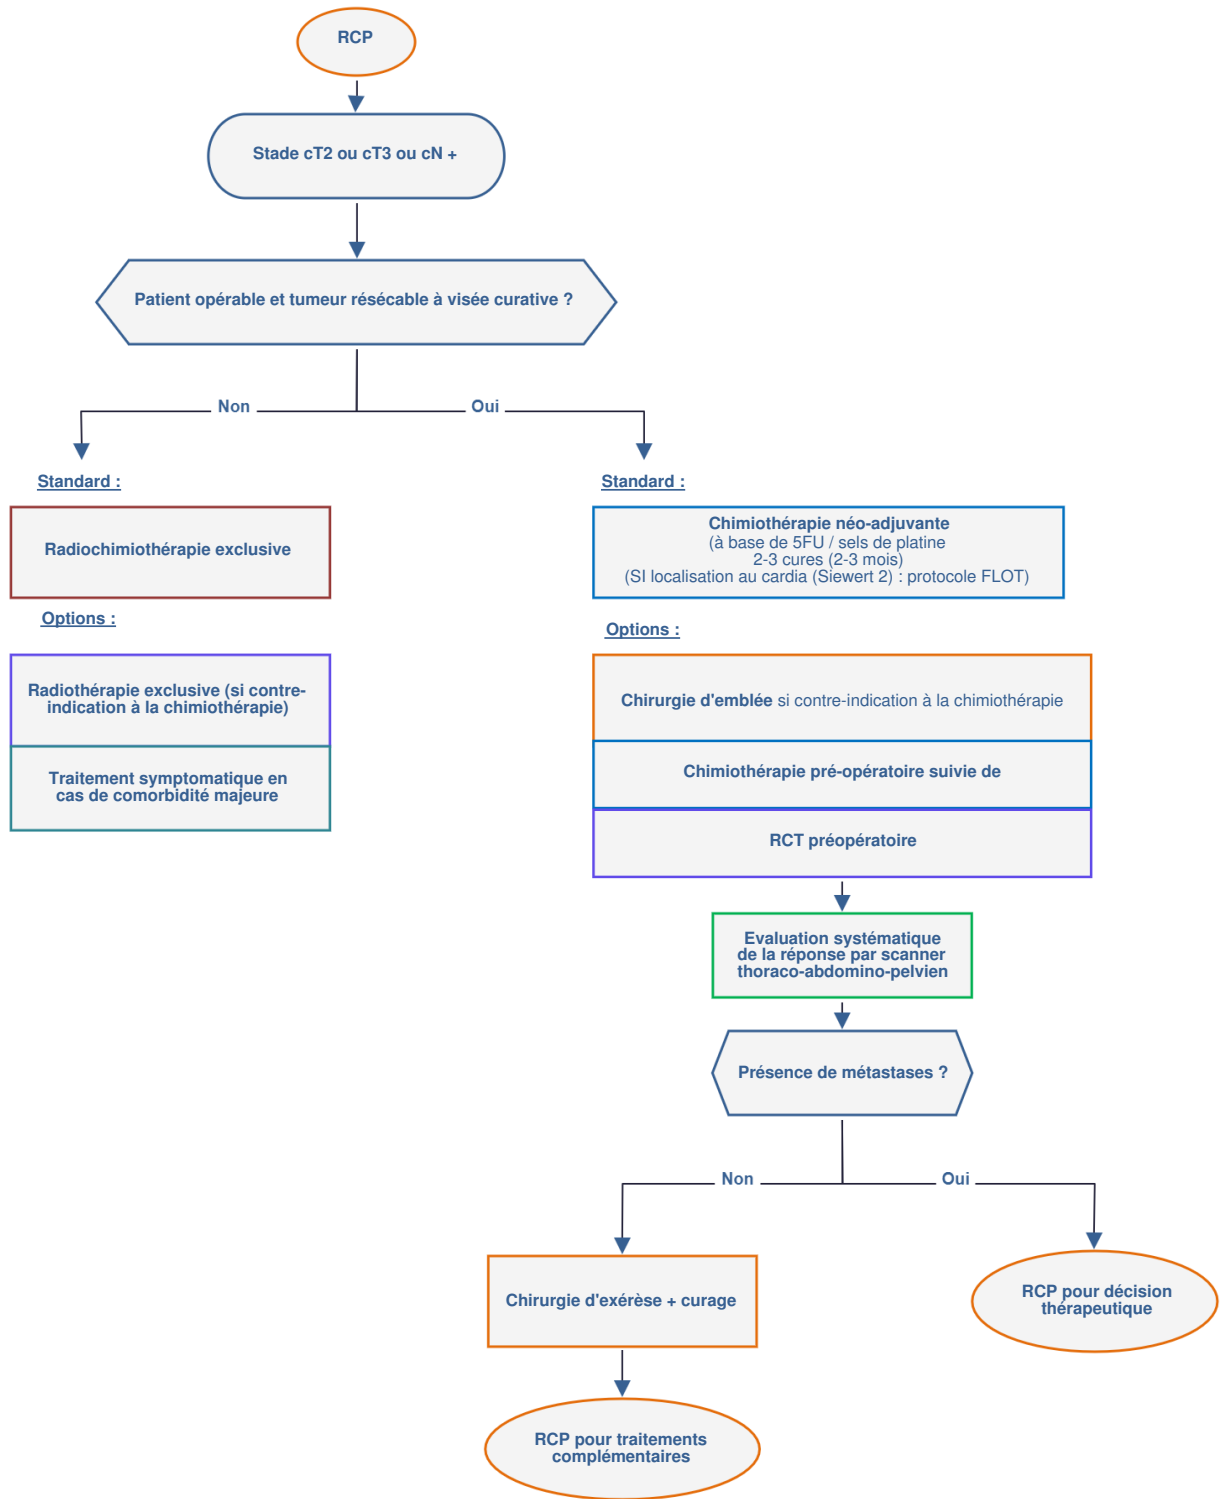 RCP
Stade cT2 ou cT3 ou cN +
Patient opérable et tumeur résécable à visée curative ?
Non
Oui
Standard :
Radiochimiothérapie exclusive
Options :
Radiothérapie exclusive (si contre-
indication à la chimiothérapie)
Traitement symptomatique en
cas de comorbidité majeure
Standard :
Chimiothérapie néo-adjuvante
(à base de 5FU / sels de platine
2-3 cures (2-3 mois)
(SI localisation au cardia (Siewert 2) : protocole FLOT)
Options :
Chirurgie d'emblée si contre-indication à la chimiothérapie
Chimiothérapie pré-opératoire suivie de
RCT préopératoire
Evaluation systématique
de la réponse par scanner
thoraco-abdomino-pelvien
Présence de métastases ?
Non
Oui
Chirurgie d'exérèse + curage
RCP pour décision
thérapeutique
RCP pour traitements
complémentaires